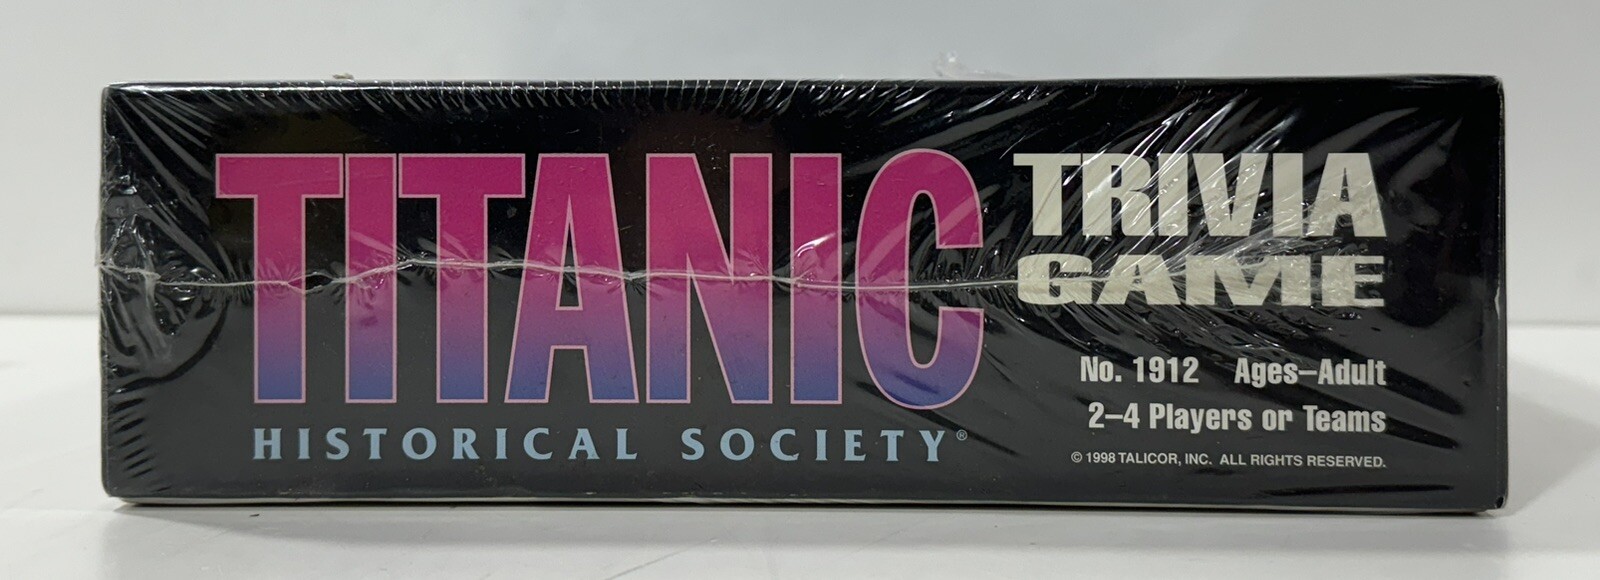 TITANIC
HISTORICAL SOCIETY®
TRIVIA
GAME
No. 1912 Ages–Adult
2–4 Players or Teams
© 1998 TALICOR, INC. ALL RIGHTS RESERVED.